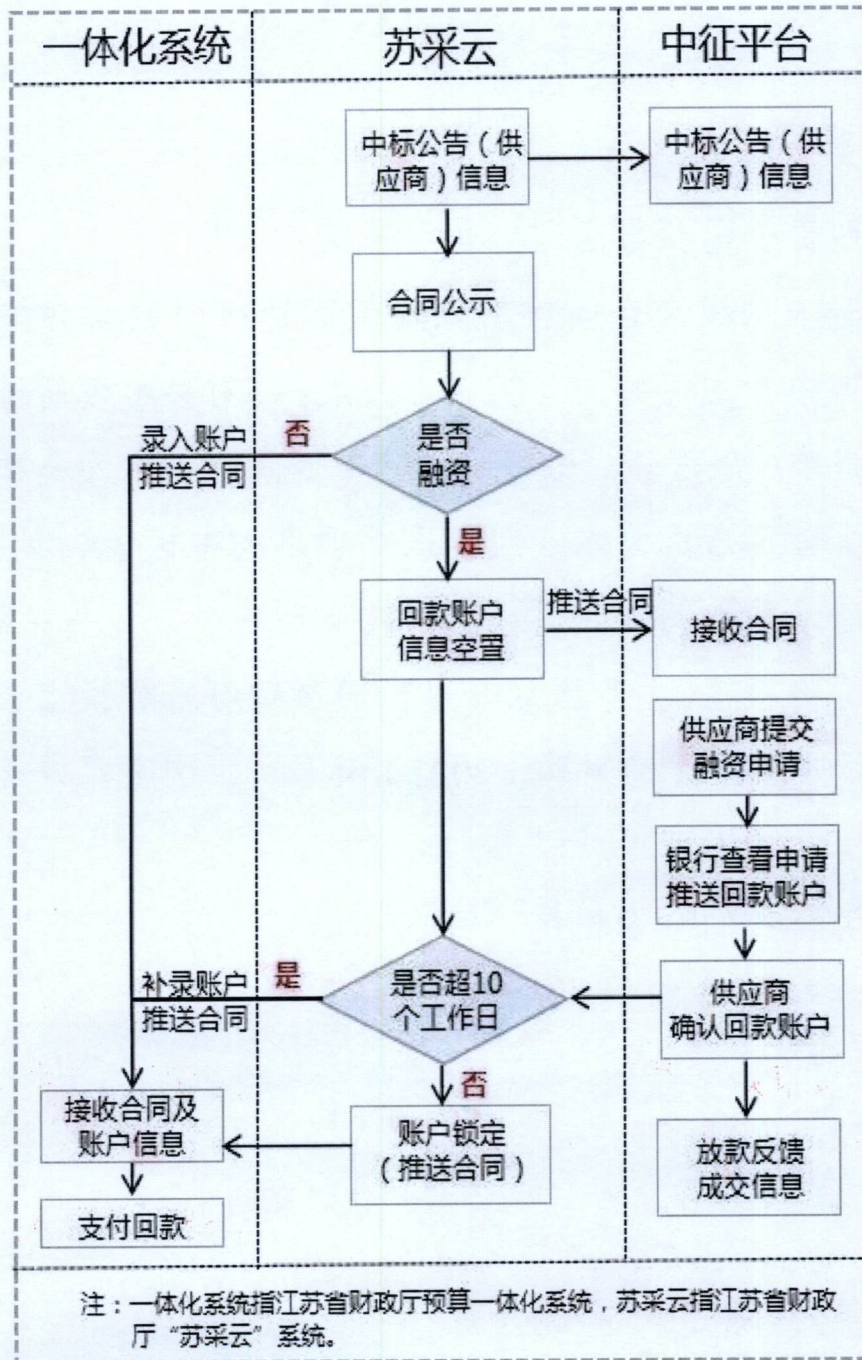 一体化系统
苏采云
中征平台
中标公告（供
应商）信息
中标公告（供
应商）信息
合同公示
是否
融资
否
录入账户
推送合同
是
回款账户
信息空置
推送合同
接收合同
供应商提交
融资申请
银行查看申请
推送回款账户
供应商
确认回款账户
是否超10
个工作日
是
补录账户
推送合同
否
账户锁定
（推送合同）
接收合同及
账户信息
支付回款
放款反馈
成交信息
注：一体化系统指江苏省财政厅预算一体化系统，苏采云指江苏省财政
厅“苏采云”系统。